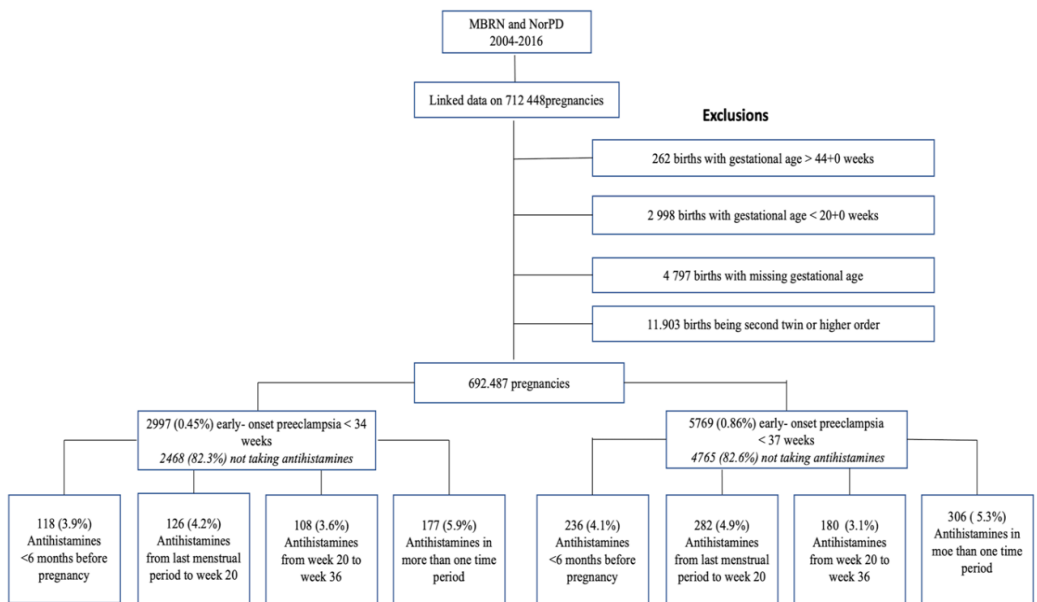 MBRN and NorPD
2004-2016
Linked data on 712 448pregnancies
Exclusions
262 births with gestational age > 44+0 weeks
2 998 births with gestational age < 20+0 weeks
4 797 births with missing gestational age
11.903 births being second twin or higher order
692.487 pregnancies
2997 (0.45%) early- onset preeclampsia < 34
weeks
2468 (82.3%) not taking antihistamines
5769 (0.86%) early- onset preeclampsia
< 37 weeks
4765 (82.6%) not taking antihistamines
118 (3.9%)
Antihistamines
<6 months before
pregnancy
126 (4.2%)
Antihistamines
from last menstrual
period to week 20
108 (3.6%)
Antihistamines
from week 20 to
week 36
177 (5.9%)
Antihistamines in
more than one time
period
236 (4.1%)
Antihistamines
<6 months before
pregnancy
282 (4.9%)
Antihistamines
from last menstrual
period to week 20
180 (3.1%)
Antihistamines
from week 20 to
week 36
306 ( 5.3%)
Antihistamines in
moe than one time
period